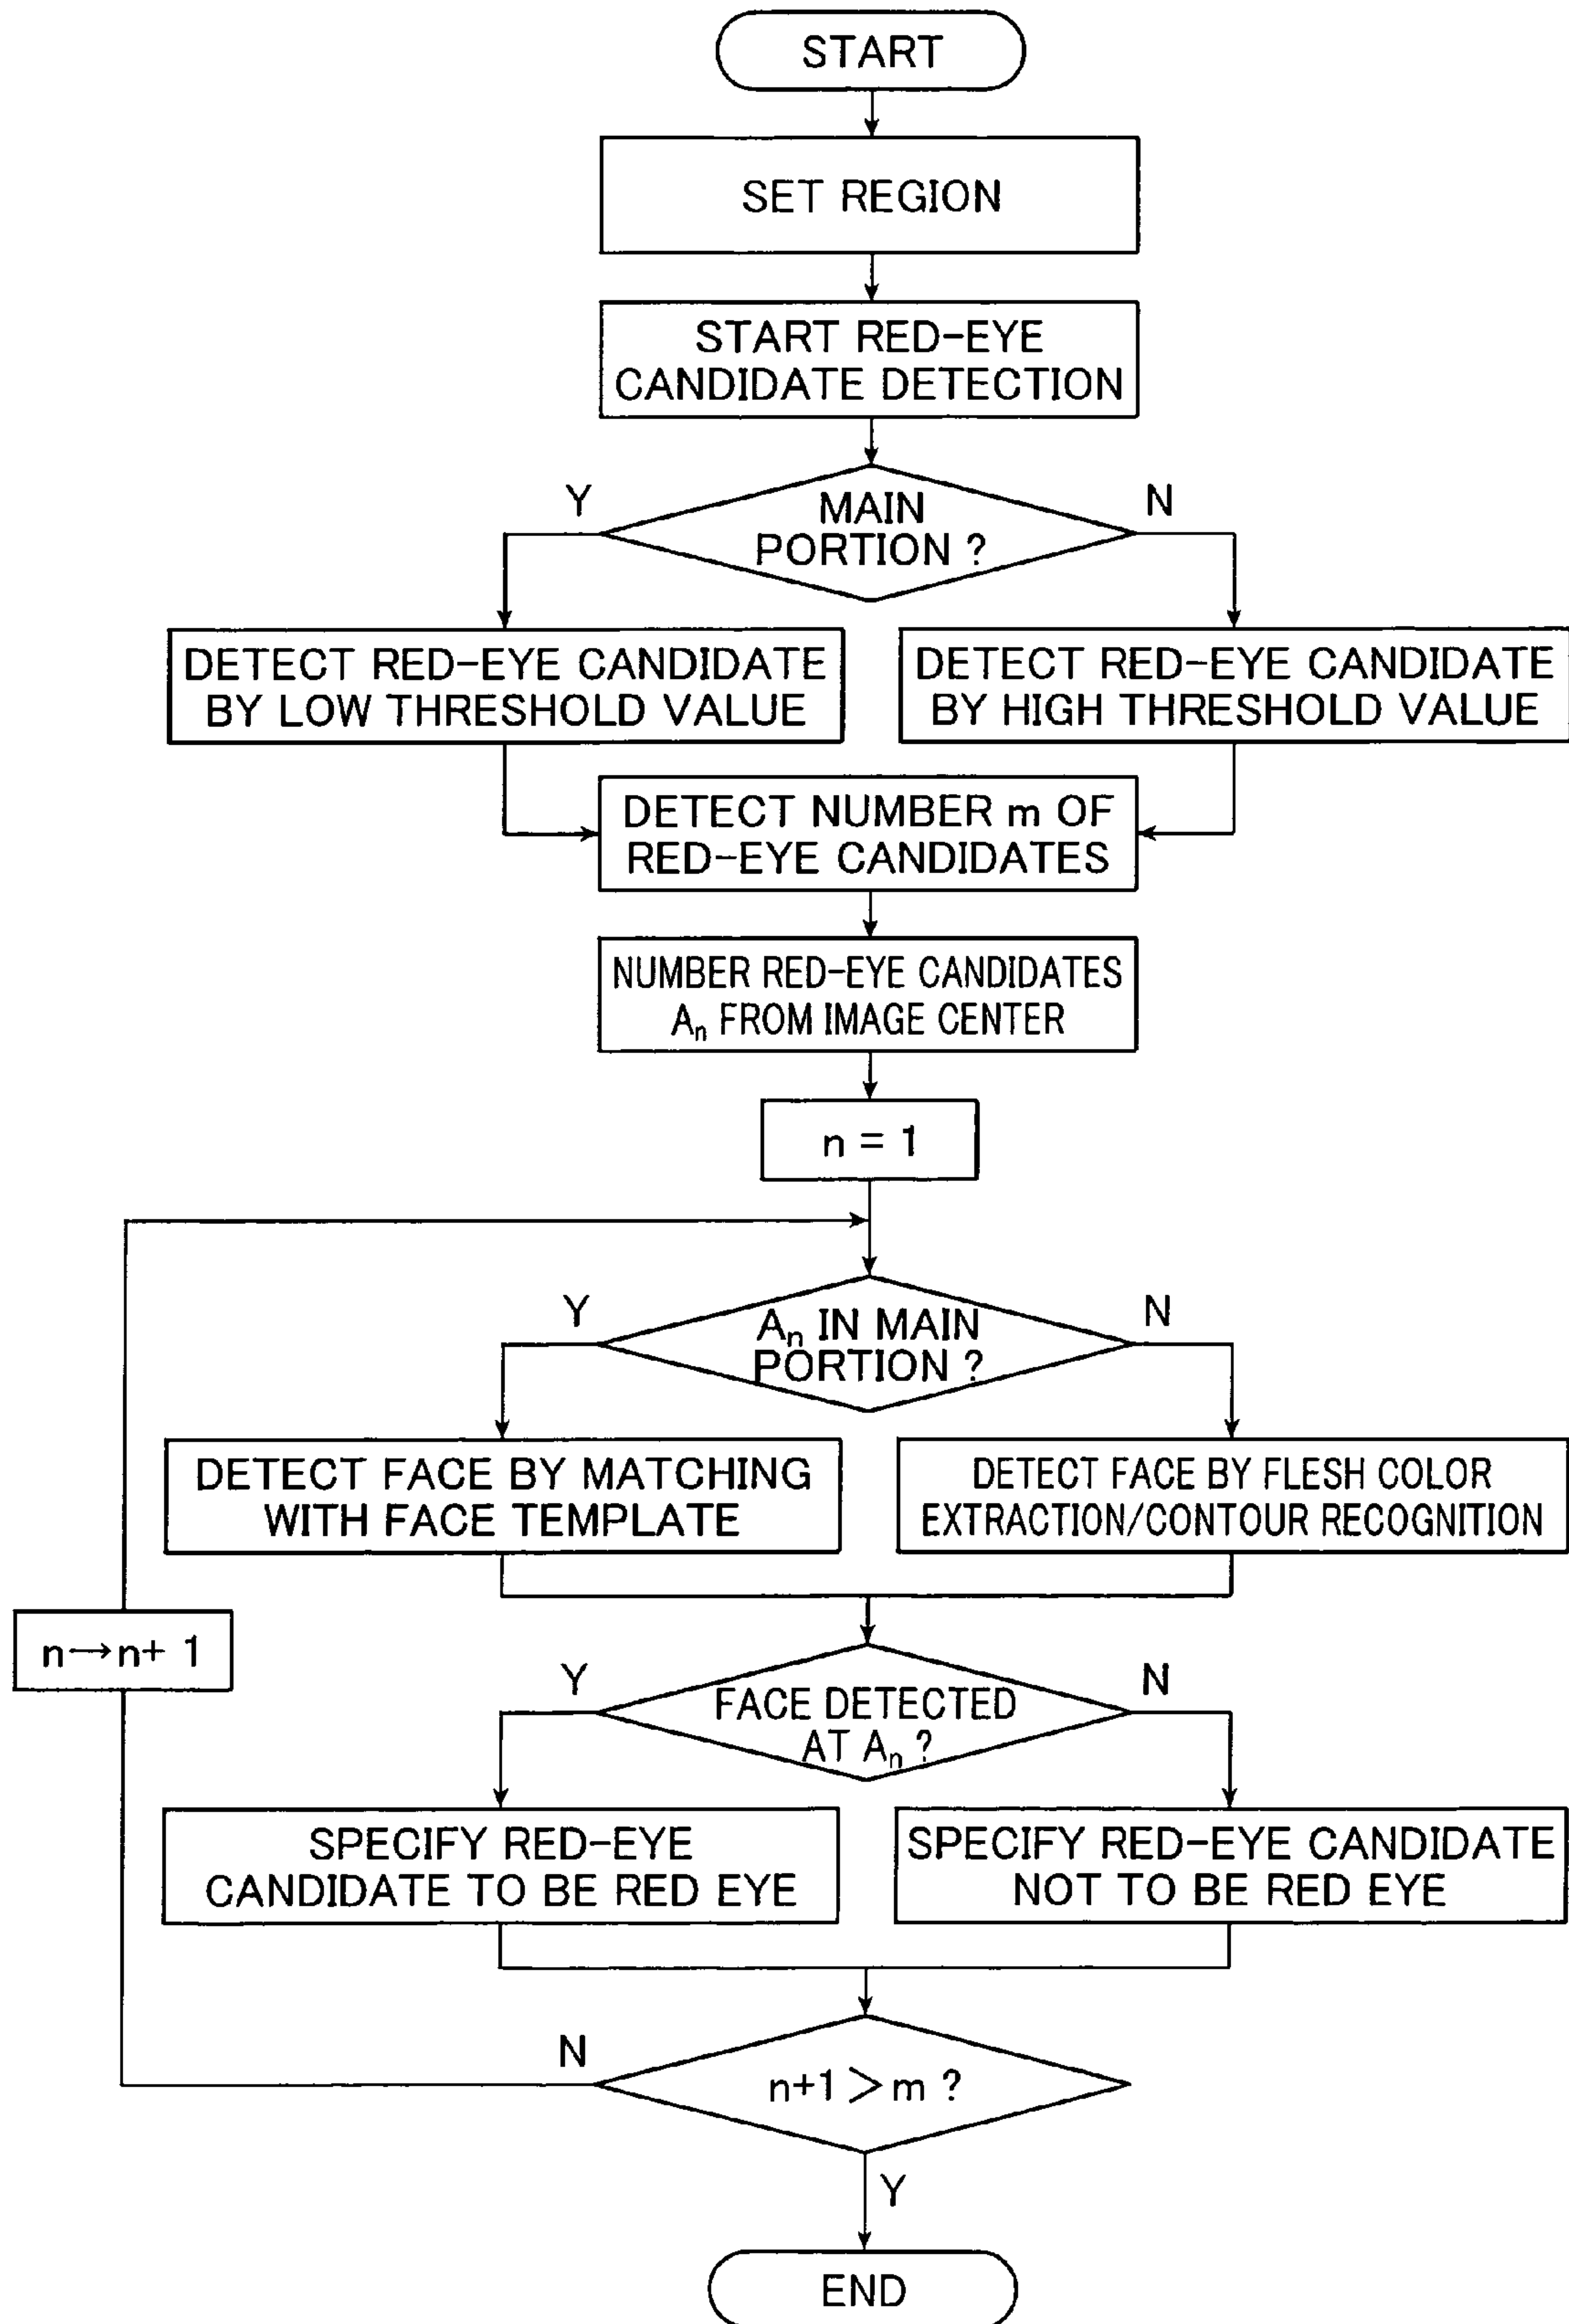 START
SET REGION
START RED-EYE
CANDIDATE DETECTION
Y
MAIN
PORTION ?
N
DETECT RED-EYE CANDIDATE
BY LOW THRESHOLD VALUE
DETECT RED-EYE CANDIDATE
BY HIGH THRESHOLD VALUE
DETECT NUMBER m OF
RED-EYE CANDIDATES
NUMBER RED-EYE CANDIDATES
Aₙ FROM IMAGE CENTER
n = 1
Y
Aₙ IN MAIN
PORTION ?
N
DETECT FACE BY MATCHING
WITH FACE TEMPLATE
DETECT FACE BY FLESH COLOR
EXTRACTION/CONTOUR RECOGNITION
n→n+ 1
Y
FACE DETECTED
AT Aₙ ?
N
SPECIFY RED-EYE
CANDIDATE TO BE RED EYE
SPECIFY RED-EYE CANDIDATE
NOT TO BE RED EYE
N
n+1 > m ?
Y
END